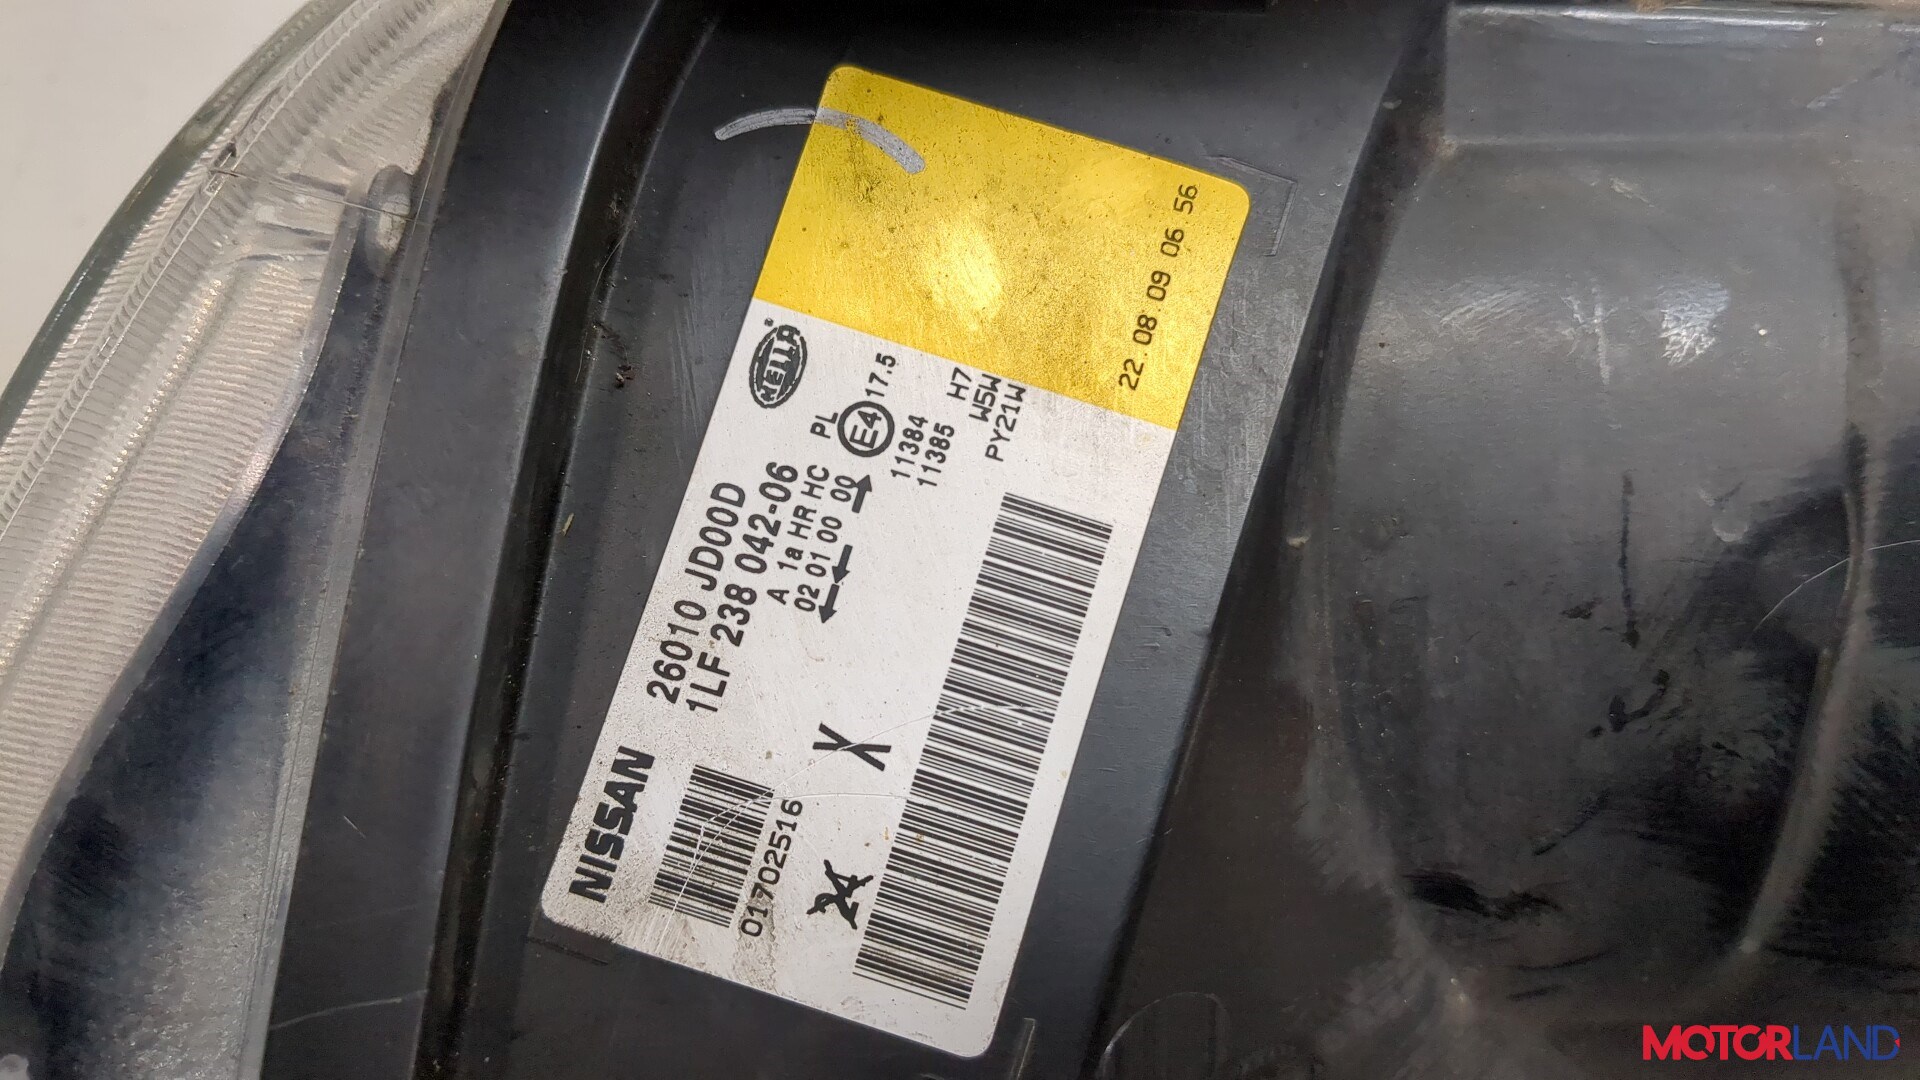 NISSAN
26010 JD00D
1LF 238 042-06
HELLA®
A 1a HR HC PL
02 01 00 00
E4 17.5
11384
11385
H7
W5W
PY21W
01702516
X
24
22 08 09 06 56
MOTORLAND